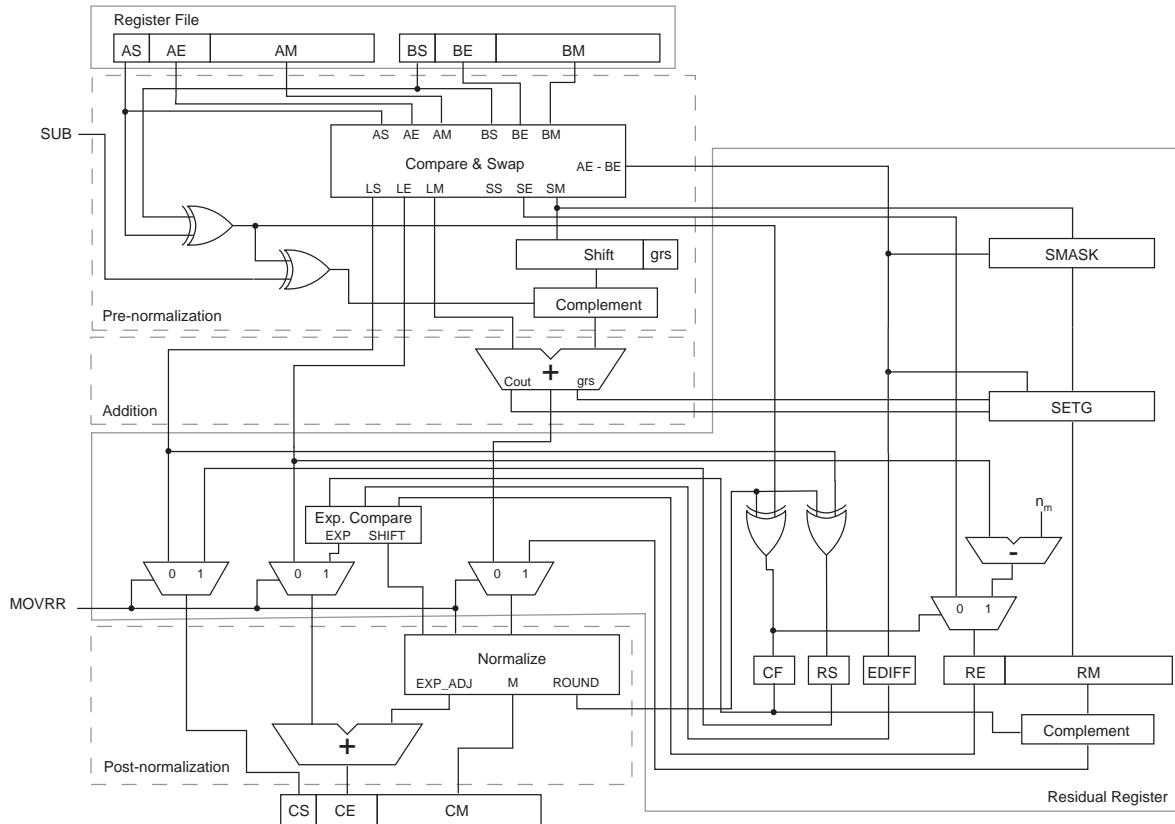 Register File
AS AE AM BS BE BM
SUB
AS AE AM BS BE BM
Compare & Swap
AE - BE
LS LE LM SS SE SM
Shift grs
SMASK
Complement
Pre-normalization
+
Cout grs
SETG
Addition
Exp. Compare
EXP SHIFT
nm
-
0 1
0 1
0 1
0 1
MOVRR
Normalize
EXP_ADJ M ROUND
CF RS EDIFF RE RM
Complement
+
Post-normalization
Residual Register
CS CE CM